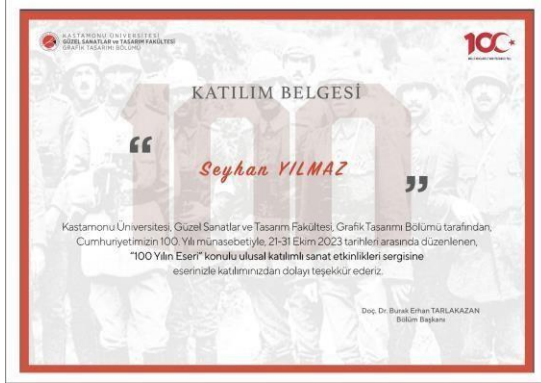 KASTAMONU ÜNİVERSİTESİ
GÜZEL SANATLAR ve TASARIM FAKÜLTESİ
GRAFİK TASARIMI BÖLÜMÜ
100
KATILIM BELGESİ
100
“
Seyhan YILMAZ
”
Kastamonu Üniversitesi, Güzel Sanatlar ve Tasarım Fakültesi, Grafik Tasarımı Bölümü tarafından,
Cumhuriyetimizin 100. Yılı münasebetiyle, 21-31 Ekim 2023 tarihleri arasında düzenlenen,
"100 Yılın Eseri" konulu ulusal katılımlı sanat etkinlikleri sergisine
eserinizle katılımınızdan dolayı teşekkür ederiz.
Doç. Dr. Burak Erhan TARLAKAZAN
Bölüm Başkanı